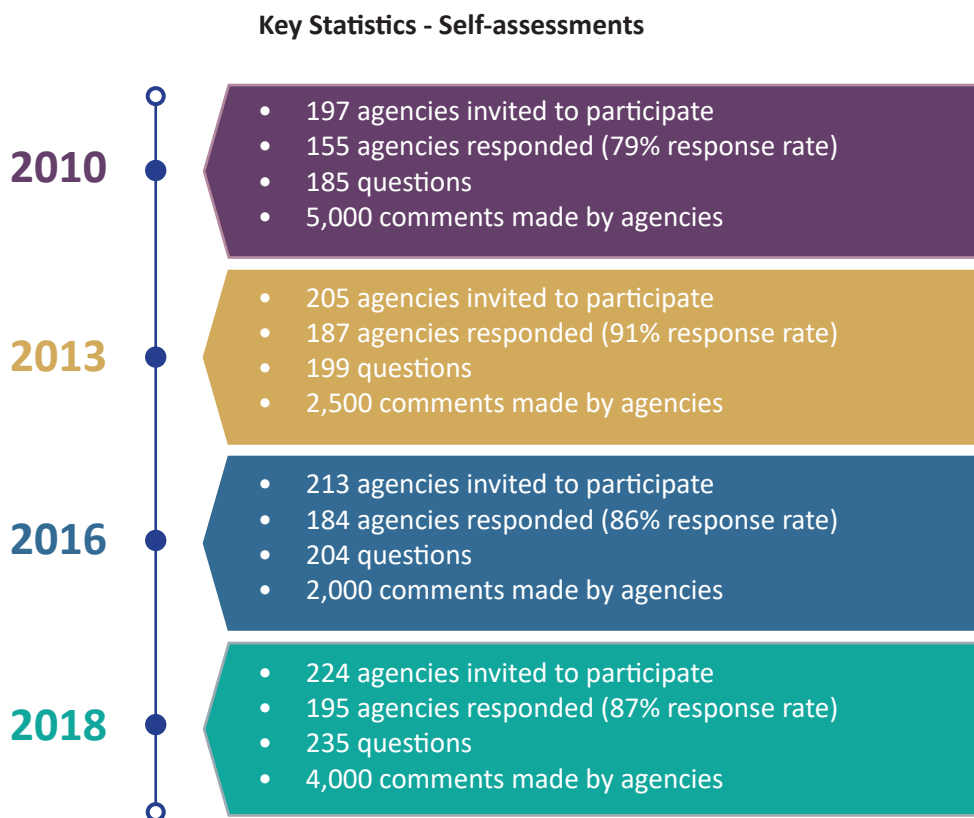 Key Statistics - Self-assessments
2010
• 197 agencies invited to participate
• 155 agencies responded (79% response rate)
• 185 questions
• 5,000 comments made by agencies
2013
• 205 agencies invited to participate
• 187 agencies responded (91% response rate)
• 199 questions
• 2,500 comments made by agencies
2016
• 213 agencies invited to participate
• 184 agencies responded (86% response rate)
• 204 questions
• 2,000 comments made by agencies
2018
• 224 agencies invited to participate
• 195 agencies responded (87% response rate)
• 235 questions
• 4,000 comments made by agencies